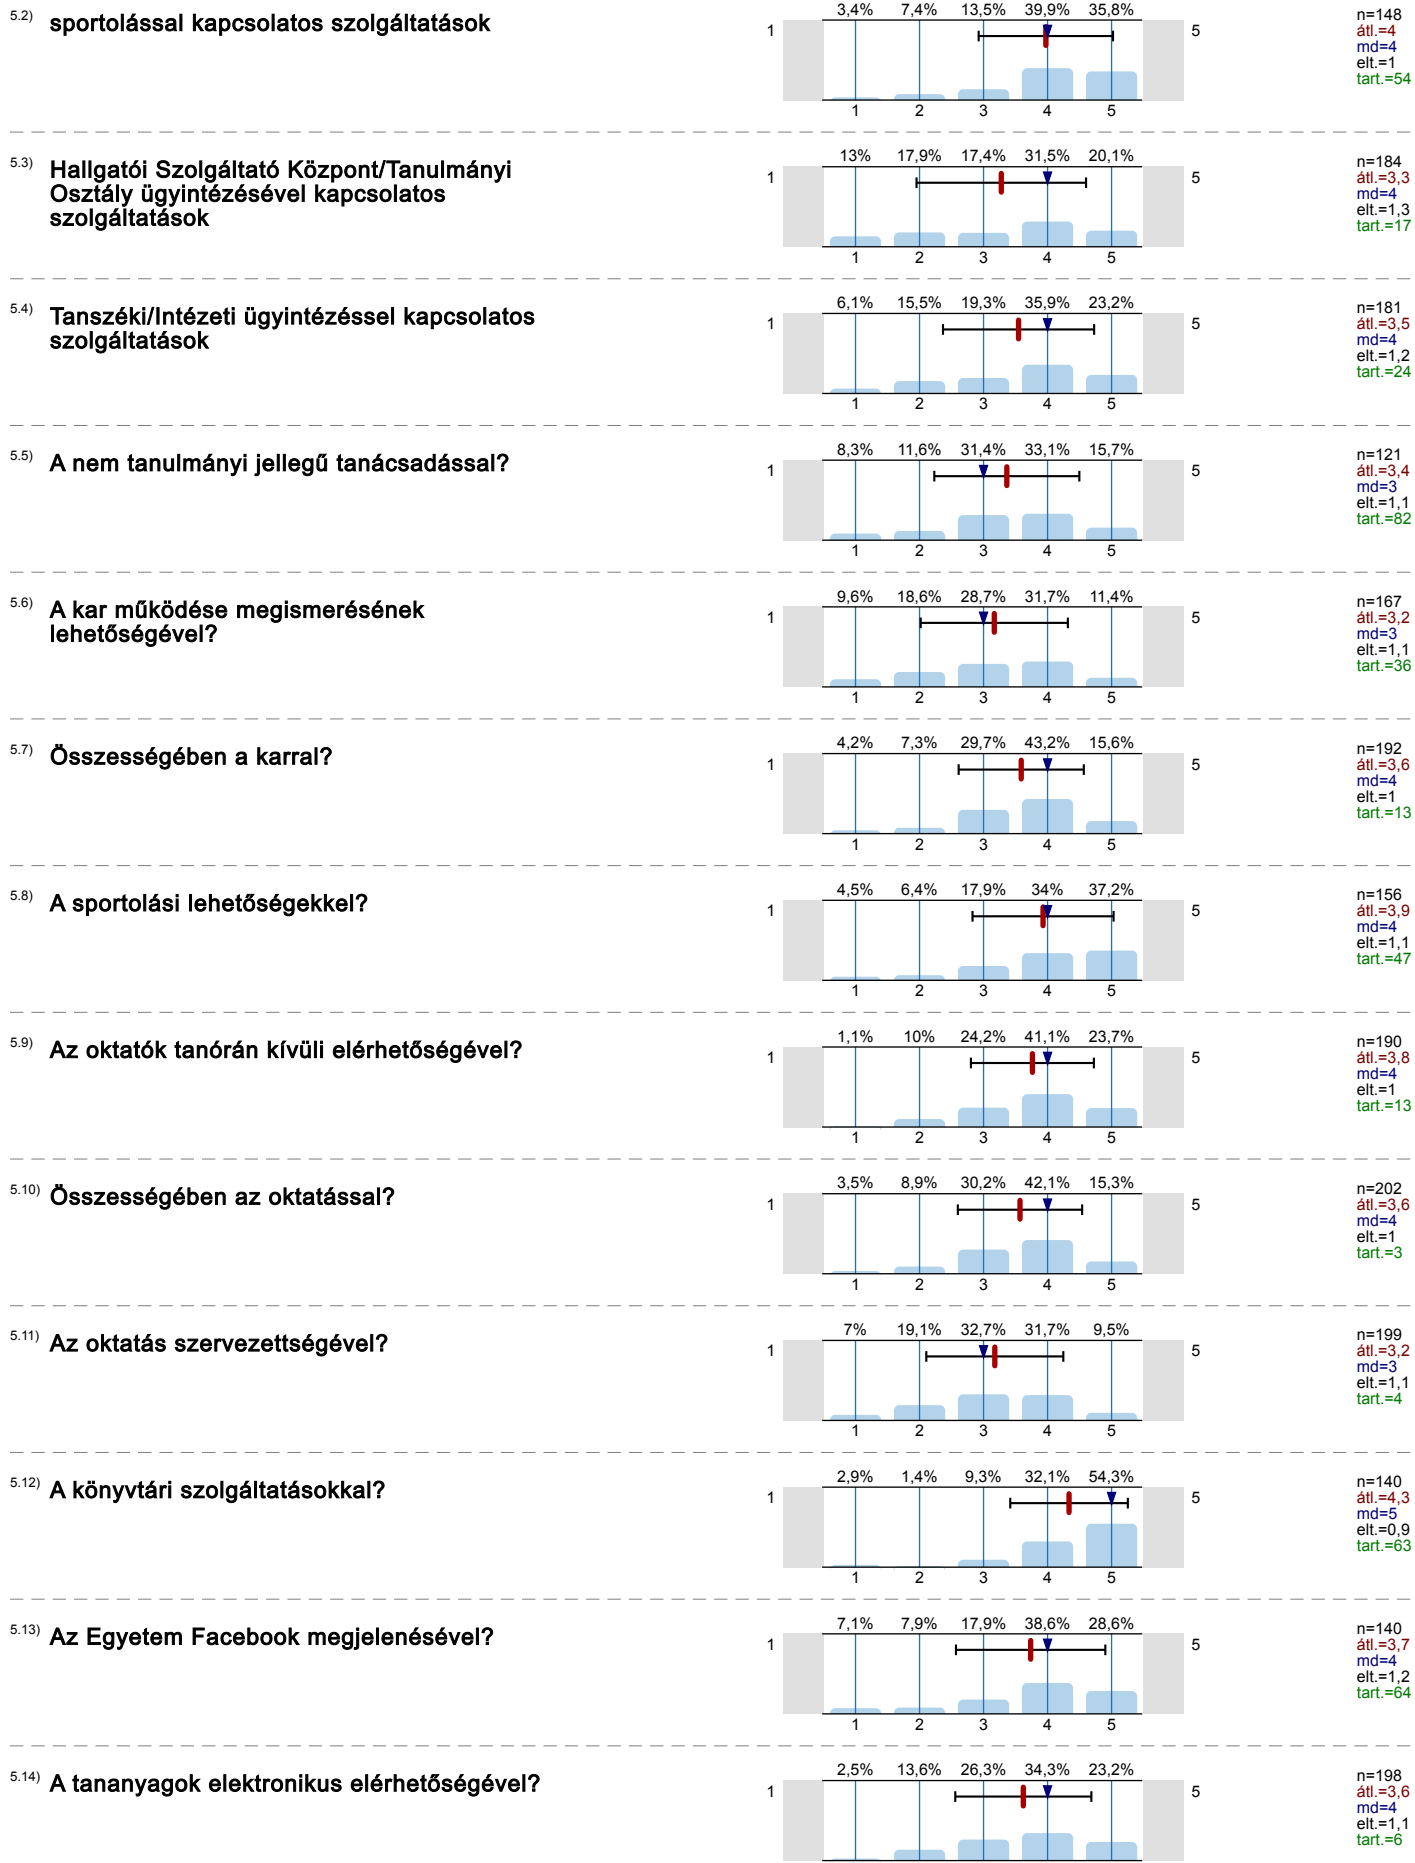 5.2) sportolással kapcsolatos szolgáltatások
3,4% 7,4% 13,5% 39,9% 35,8%
1 5
1 2 3 4 5
n=148
átl.=4
md=4
elt.=1
tart.=54
5.3) Hallgatói Szolgáltató Központ/Tanulmányi
Osztály ügyintézésével kapcsolatos
szolgáltatások
13% 17,9% 17,4% 31,5% 20,1%
1 5
1 2 3 4 5
n=184
átl.=3,3
md=4
elt.=1,3
tart.=17
5.4) Tanszéki/Intézeti ügyintézéssel kapcsolatos
szolgáltatások
6,1% 15,5% 19,3% 35,9% 23,2%
1 5
1 2 3 4 5
n=181
átl.=3,5
md=4
elt.=1,2
tart.=24
5.5) A nem tanulmányi jellegű tanácsadással?
8,3% 11,6% 31,4% 33,1% 15,7%
1 5
1 2 3 4 5
n=121
átl.=3,4
md=3
elt.=1,1
tart.=82
5.6) A kar működése megismerésének
lehetőségével?
9,6% 18,6% 28,7% 31,7% 11,4%
1 5
1 2 3 4 5
n=167
átl.=3,2
md=3
elt.=1,1
tart.=36
5.7) Összességében a karral?
4,2% 7,3% 29,7% 43,2% 15,6%
1 5
1 2 3 4 5
n=192
átl.=3,6
md=4
elt.=1
tart.=13
5.8) A sportolási lehetőségekkel?
4,5% 6,4% 17,9% 34% 37,2%
1 5
1 2 3 4 5
n=156
átl.=3,9
md=4
elt.=1,1
tart.=47
5.9) Az oktatók tanórán kívüli elérhetőségével?
1,1% 10% 24,2% 41,1% 23,7%
1 5
1 2 3 4 5
n=190
átl.=3,8
md=4
elt.=1
tart.=13
5.10) Összességében az oktatással?
3,5% 8,9% 30,2% 42,1% 15,3%
1 5
1 2 3 4 5
n=202
átl.=3,6
md=4
elt.=1
tart.=3
5.11) Az oktatás szervezettségével?
7% 19,1% 32,7% 31,7% 9,5%
1 5
1 2 3 4 5
n=199
átl.=3,2
md=3
elt.=1,1
tart.=4
5.12) A könyvtári szolgáltatásokkal?
2,9% 1,4% 9,3% 32,1% 54,3%
1 5
1 2 3 4 5
n=140
átl.=4,3
md=5
elt.=0,9
tart.=63
5.13) Az Egyetem Facebook megjelenésével?
7,1% 7,9% 17,9% 38,6% 28,6%
1 5
1 2 3 4 5
n=140
átl.=3,7
md=4
elt.=1,2
tart.=64
5.14) A tananyagok elektronikus elérhetőségével?
2,5% 13,6% 26,3% 34,3% 23,2%
1 5
n=198
átl.=3,6
md=4
elt.=1,1
tart.=6